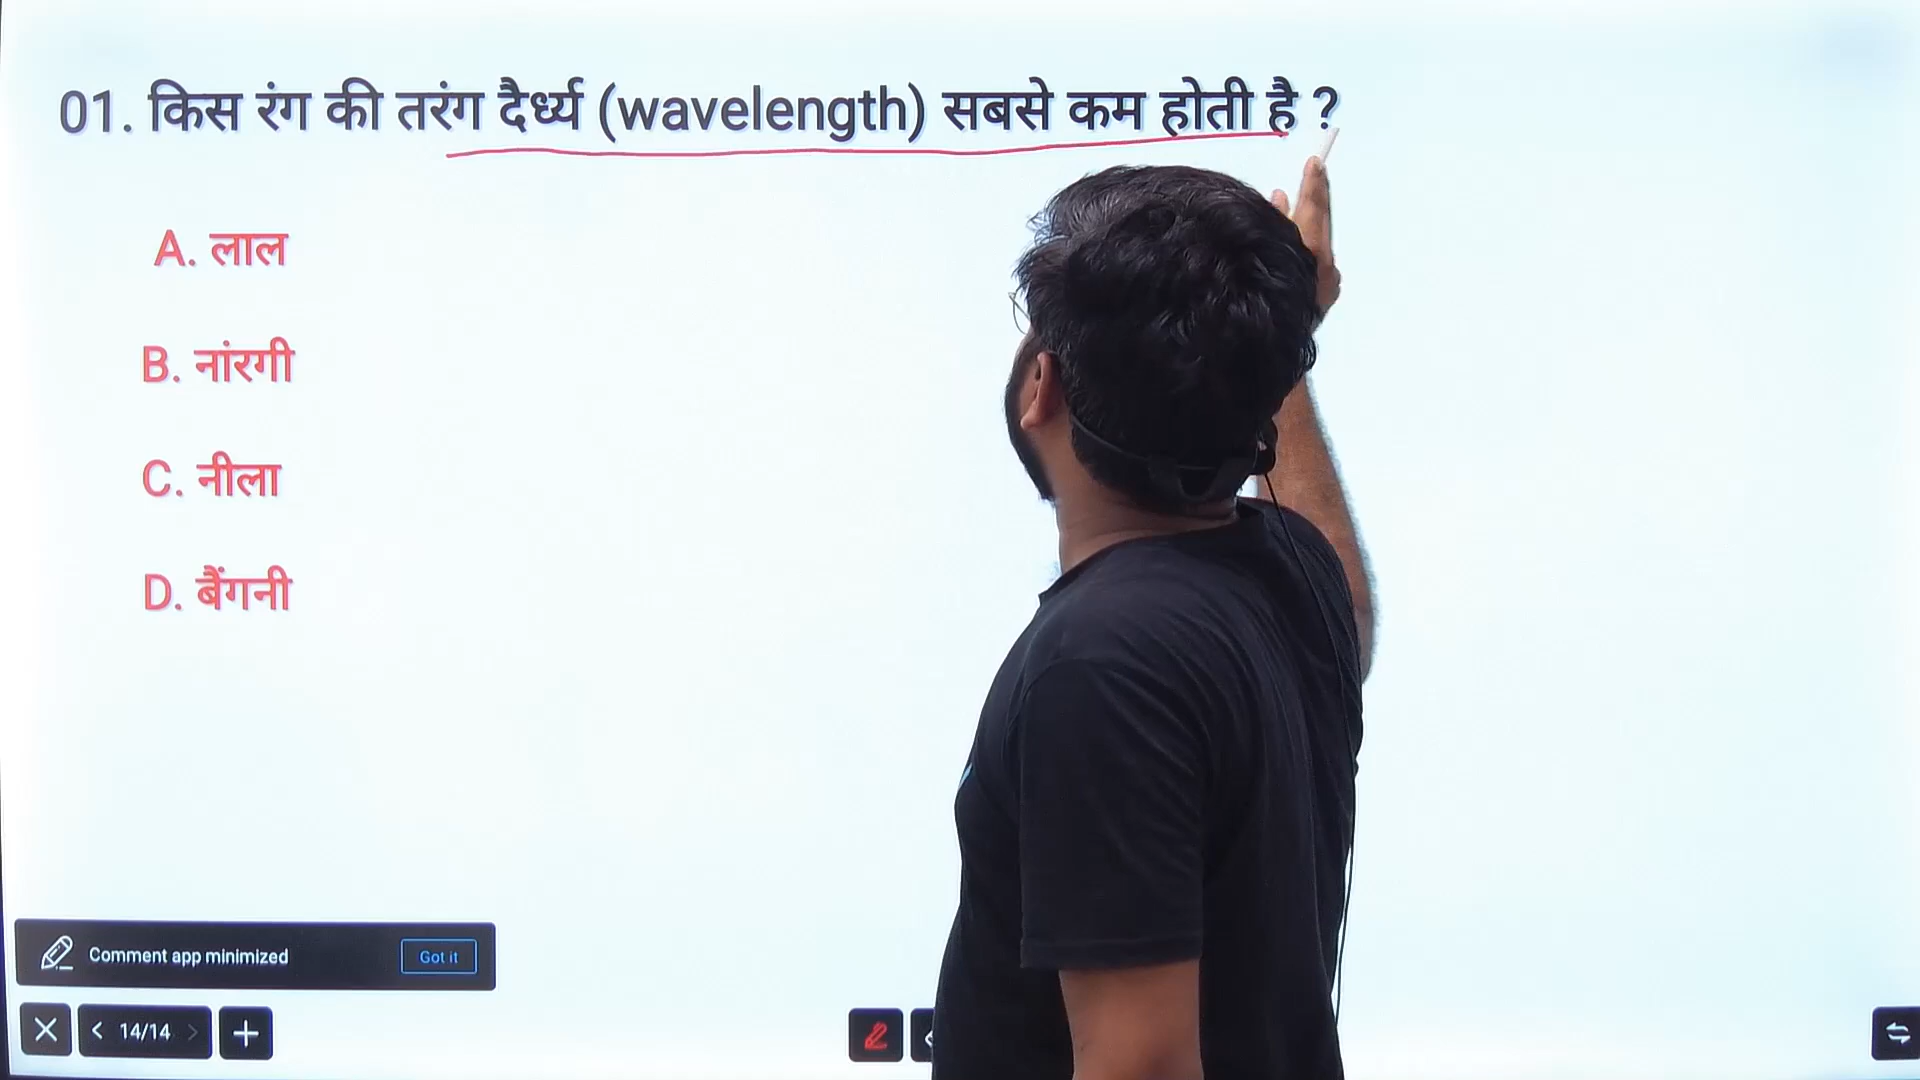 01. किस रंग की तरंग दैर्ध्य (wavelength) सबसे कम होती है ?
A. लाल
B. नांरगी
C. नीला
D. बैंगनी
Comment app minimized Got it
14/14